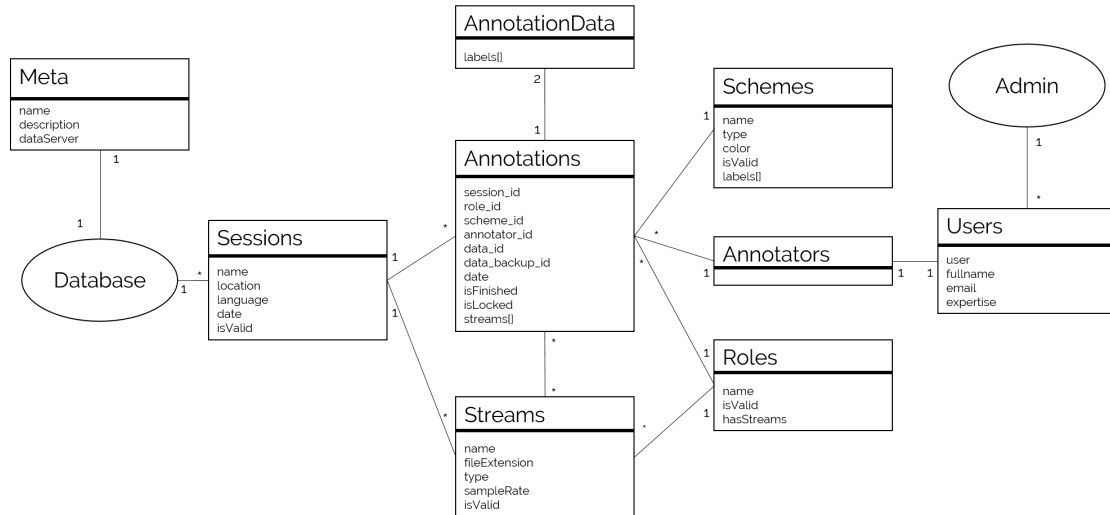 AnnotationData
labels[]
2
1
Meta
name
description
dataServer
1
1
Database
*
1
Sessions
name
location
language
date
isValid
1
1
*
*
Annotations
session_id
role_id
scheme_id
annotator_id
data_id
data_backup_id
date
isFinished
isLocked
streams[]
*
*
Streams
name
fileExtension
type
sampleRate
isValid
*
*
*
Schemes
name
type
color
isValid
labels[]
1
Annotators
1
1
1
Roles
name
isValid
hasStreams
1
1
Admin
1
*
Users
user
fullname
email
expertise